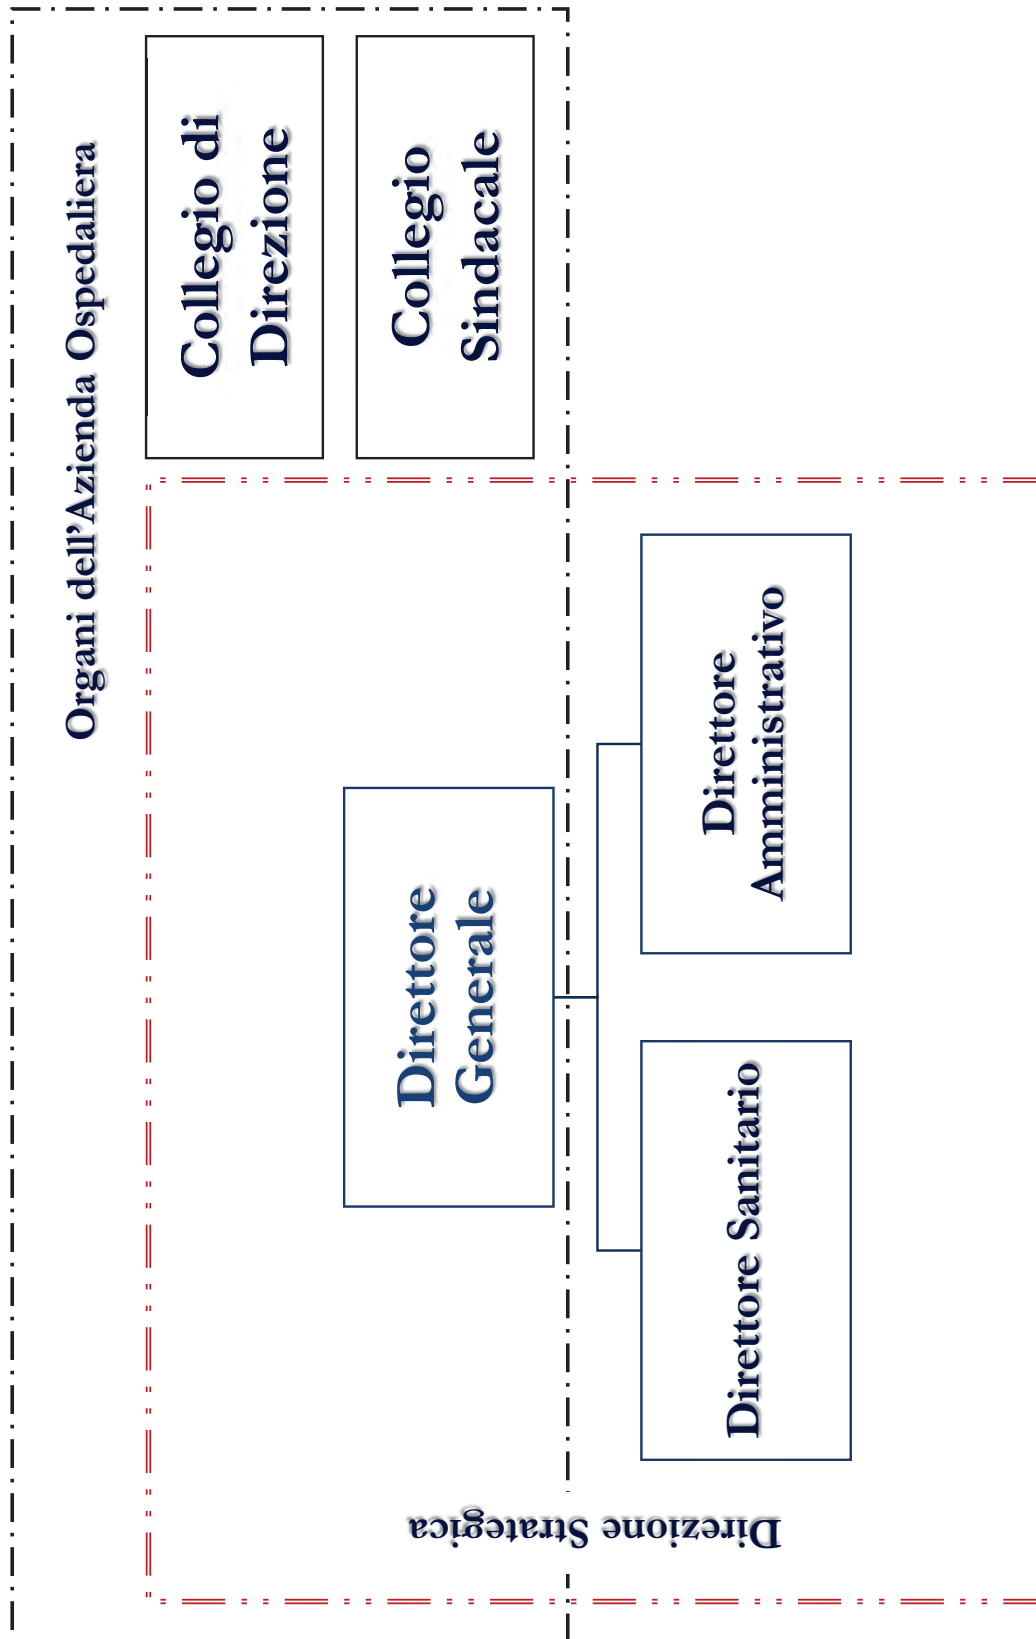 Organi dell’Azienda Ospedaliera
Collegio di
Direzione
Collegio
Sindacale
Direttore
Generale
Direttore
Amministrativo
Direttore Sanitario
Direzione Strategica